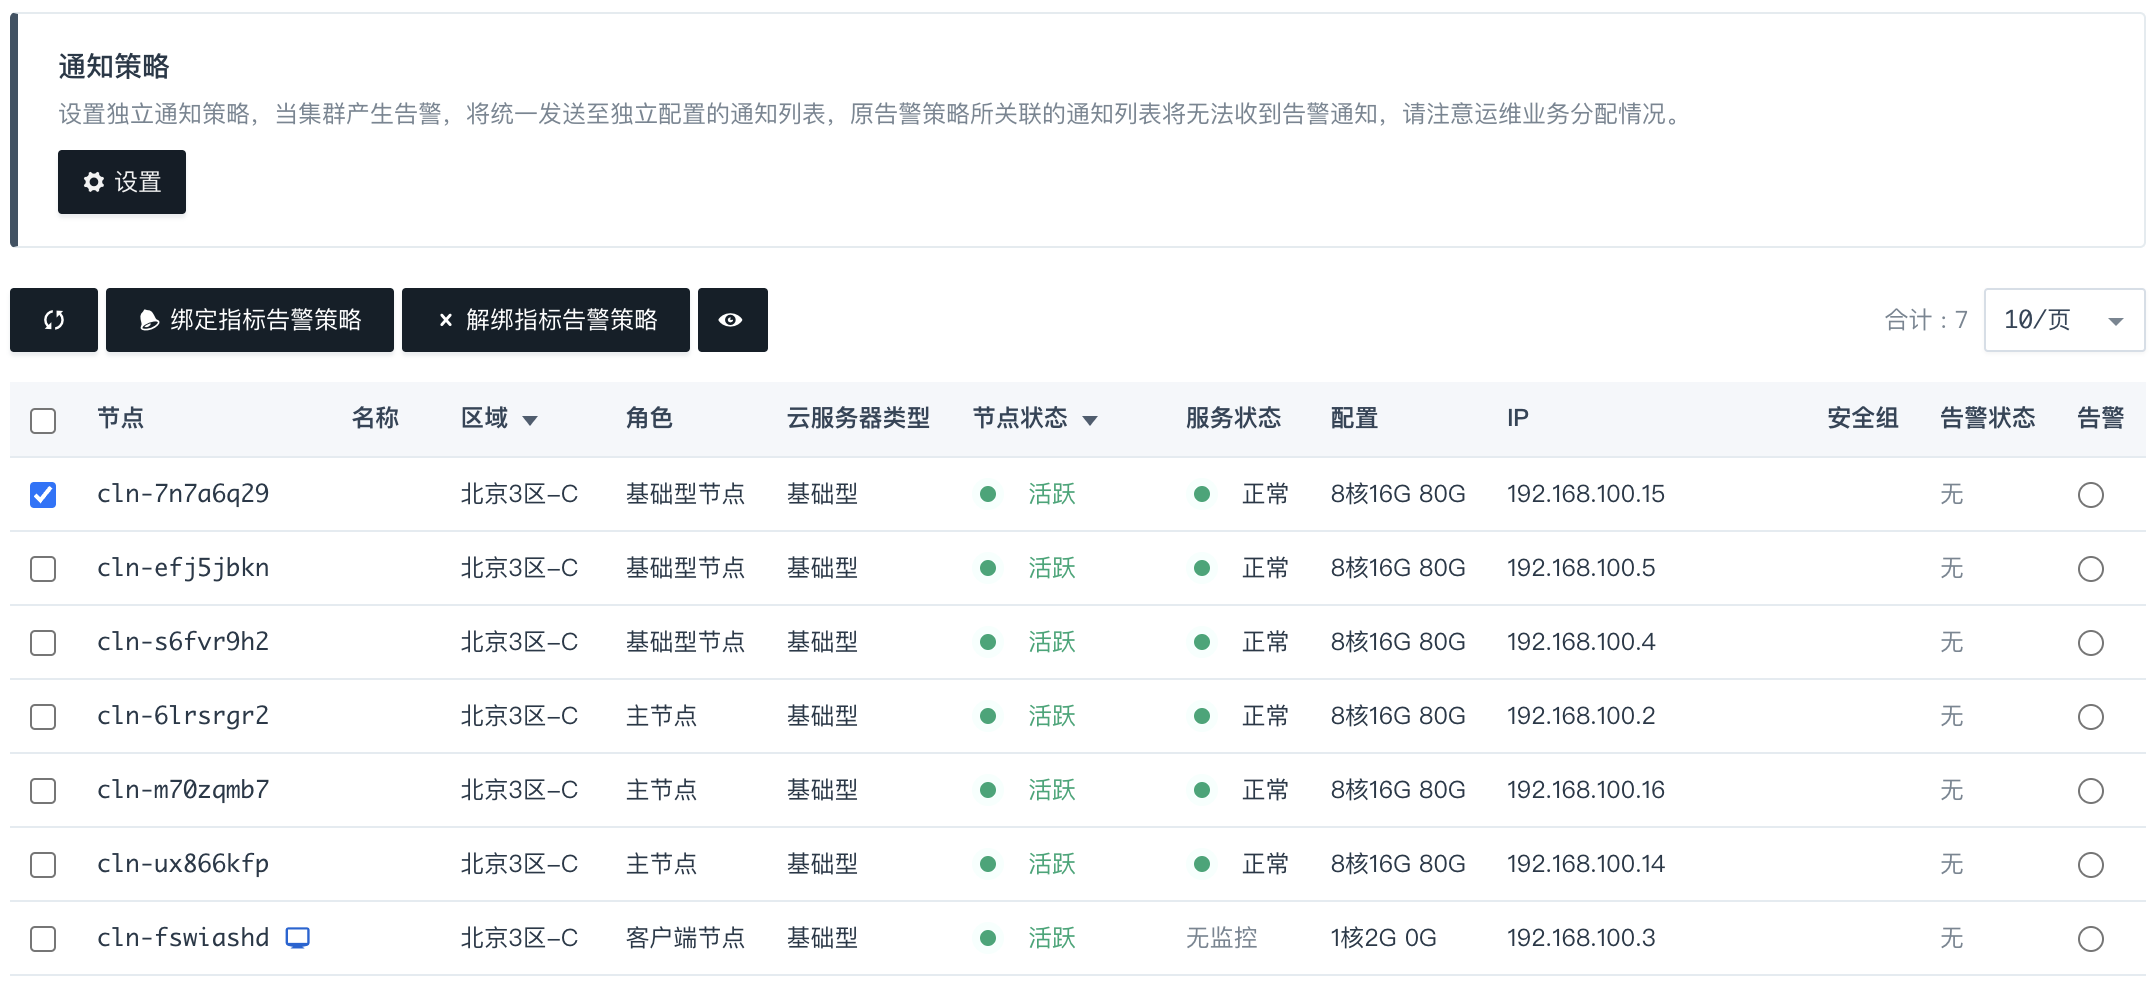 通知策略
设置独立通知策略，当集群产生告警，将统一发送至独立配置的通知列表，原告警策略所关联的通知列表将无法收到告警通知，请注意运维业务分配情况。
设置
绑定指标告警策略 解绑指标告警策略 合计：7 10/页
节点 名称 区域 角色 云服务器类型 节点状态 服务状态 配置 IP 安全组 告警状态 告警
cln-7n7a6q29 北京3区-C 基础型节点 基础型 活跃 正常 8核16G 80G 192.168.100.15 无
cln-efj5jbkn 北京3区-C 基础型节点 基础型 活跃 正常 8核16G 80G 192.168.100.5 无
cln-s6fvr9h2 北京3区-C 基础型节点 基础型 活跃 正常 8核16G 80G 192.168.100.4 无
cln-6lrsrgr2 北京3区-C 主节点 基础型 活跃 正常 8核16G 80G 192.168.100.2 无
cln-m70zqmb7 北京3区-C 主节点 基础型 活跃 正常 8核16G 80G 192.168.100.16 无
cln-ux866kfp 北京3区-C 主节点 基础型 活跃 正常 8核16G 80G 192.168.100.14 无
cln-fswiashd 北京3区-C 客户端节点 基础型 活跃 无监控 1核2G 0G 192.168.100.3 无